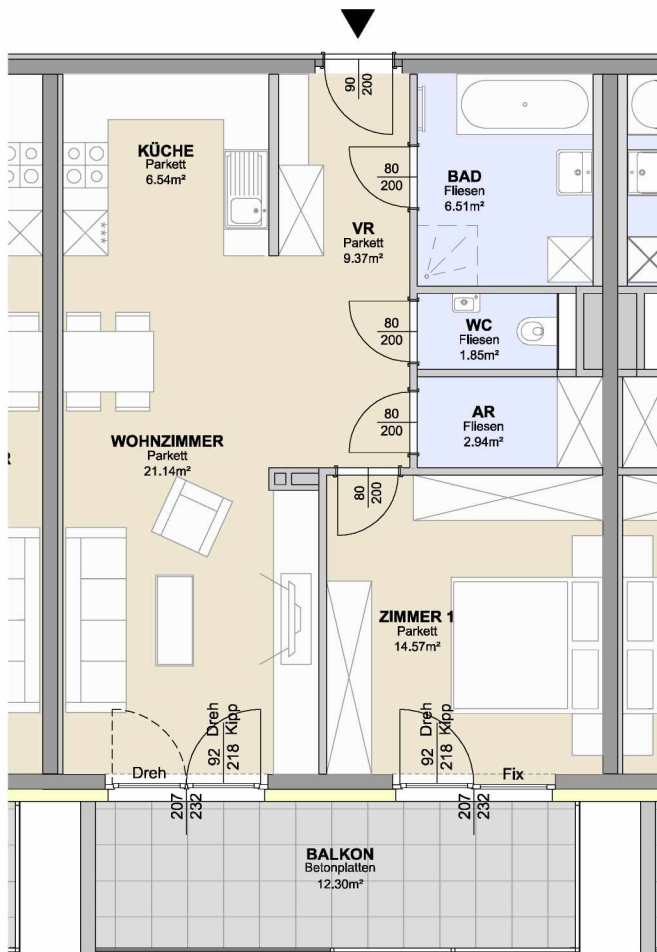 90
200
KÜCHE
Parkett
6.54m²
80
200
BAD
Fliesen
6.51m²
VR
Parkett
9.37m²
80
200
WC
Fliesen
1.85m²
80
200
AR
Fliesen
2.94m²
WOHNZIMMER
Parkett
21.14m²
80
200
ZIMMER 1
Parkett
14.57m²
92 Dreh
218 Kipp
92 Dreh
218 Kipp
Dreh
Fix
207
232
207
232
BALKON
Betonplatten
12.30m²